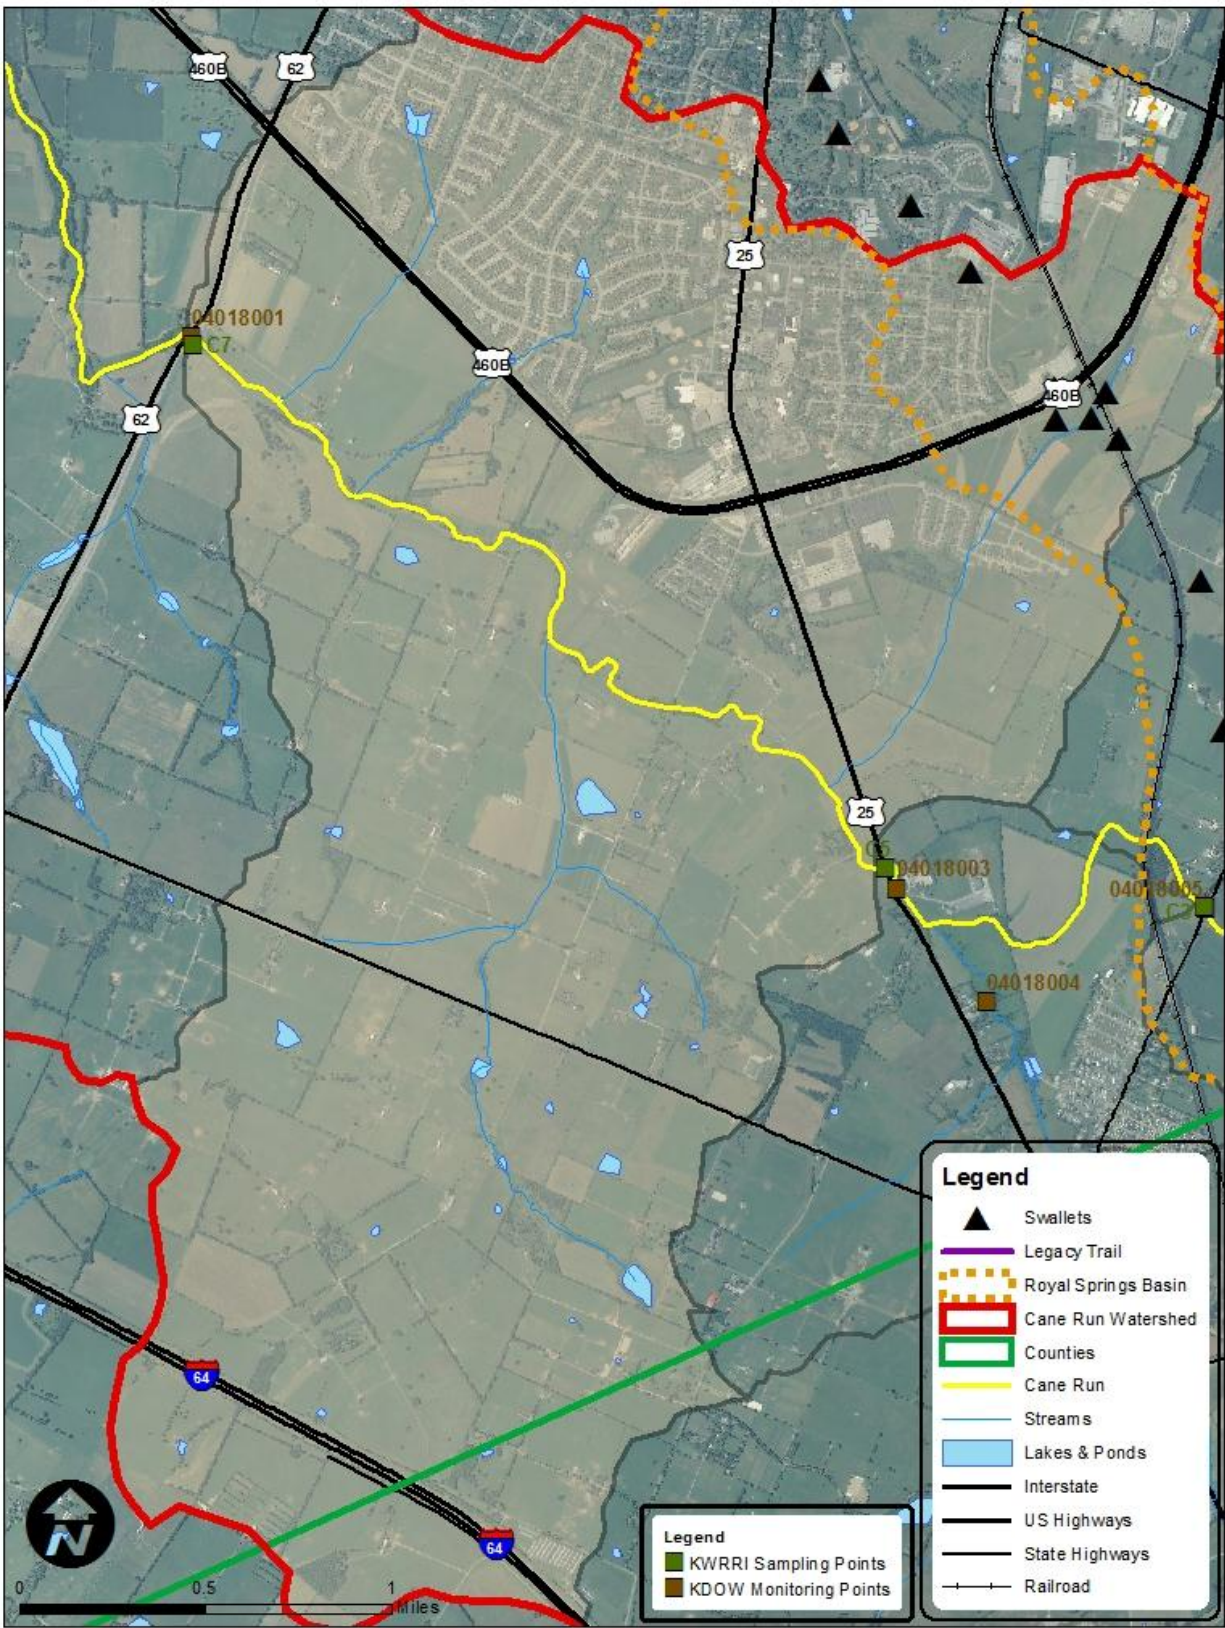 460B
62
25
04018001
C7
460B
460B
62
25
C5
04018003
04018005
C3
04018004
64
64
N
0 0.5 1
Miles
Legend
Swallets
Legacy Trail
Royal Springs Basin
Cane Run Watershed
Counties
Cane Run
Streams
Lakes & Ponds
Interstate
US Highways
State Highways
Railroad
Legend
KWRRI Sampling Points
KDOW Monitoring Points